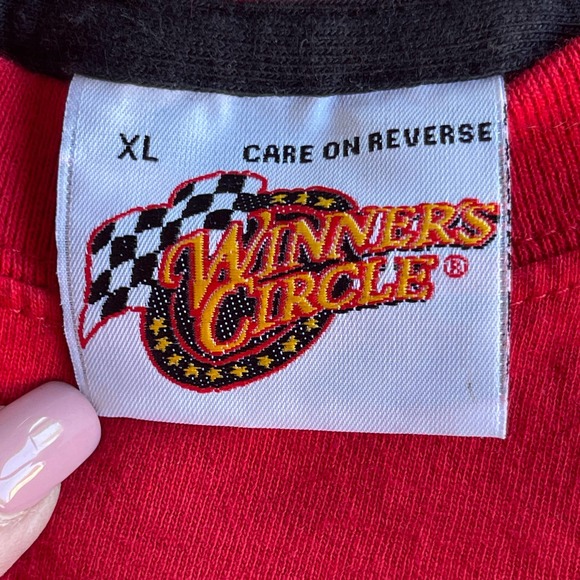 XL CARE ON REVERSE
WINNER'S
CIRCLE ®